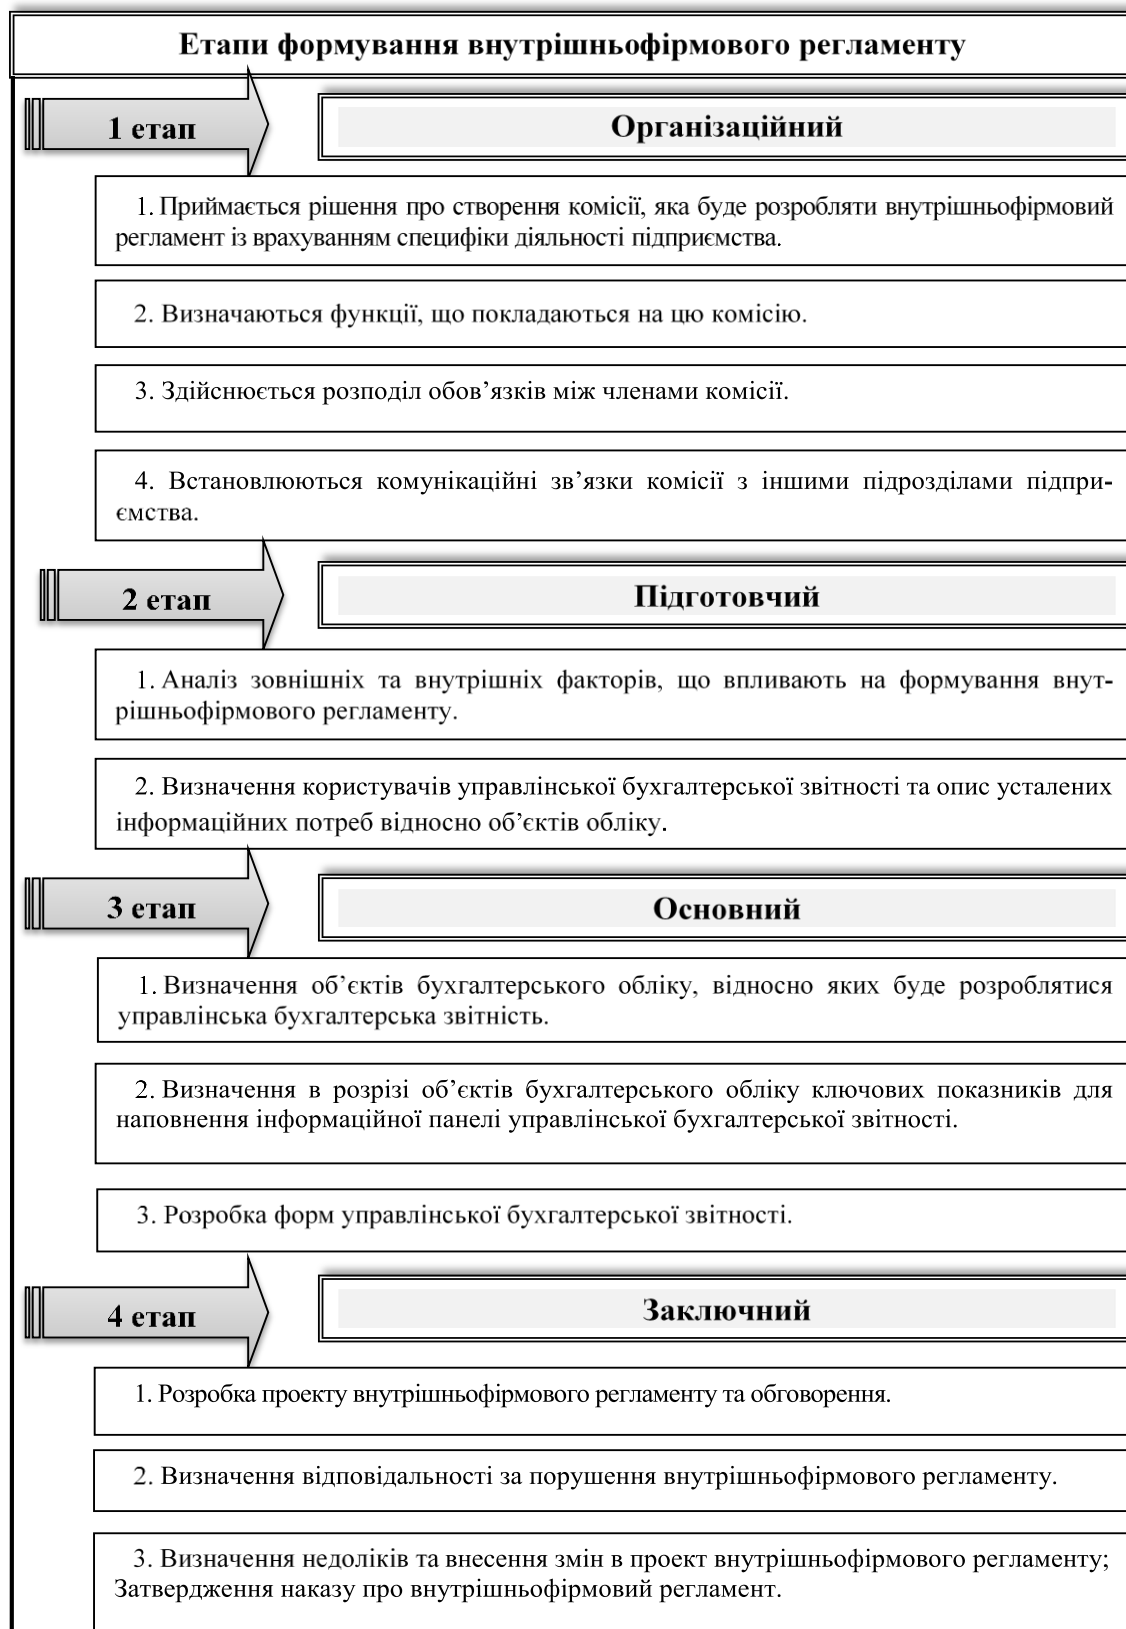 Етапи формування внутрішньофірмового регламенту
1 етап
Організаційний
1. Приймається рішення про створення комісії, яка буде розробляти внутрішньофірмовий
регламент із врахуванням специфіки діяльності підприємства.
2. Визначаються функції, що покладаються на цю комісію.
3. Здійснюється розподіл обов’язків між членами комісії.
4. Встановлюються комунікаційні зв’язки комісії з іншими підрозділами підпри-
ємства.
2 етап
Підготовчий
1. Аналіз зовнішніх та внутрішніх факторів, що впливають на формування внут-
рішньофірмового регламенту.
2. Визначення користувачів управлінської бухгалтерської звітності та опис усталених
інформаційних потреб відносно об’єктів обліку.
3 етап
Основний
1. Визначення об’єктів бухгалтерського обліку, відносно яких буде розроблятися
управлінська бухгалтерська звітність.
2. Визначення в розрізі об’єктів бухгалтерського обліку ключових показників для
наповнення інформаційної панелі управлінської бухгалтерської звітності.
3. Розробка форм управлінської бухгалтерської звітності.
4 етап
Заключний
1. Розробка проекту внутрішньофірмового регламенту та обговорення.
2. Визначення відповідальності за порушення внутрішньофірмового регламенту.
3. Визначення недоліків та внесення змін в проект внутрішньофірмового регламенту;
Затвердження наказу про внутрішньофірмовий регламент.